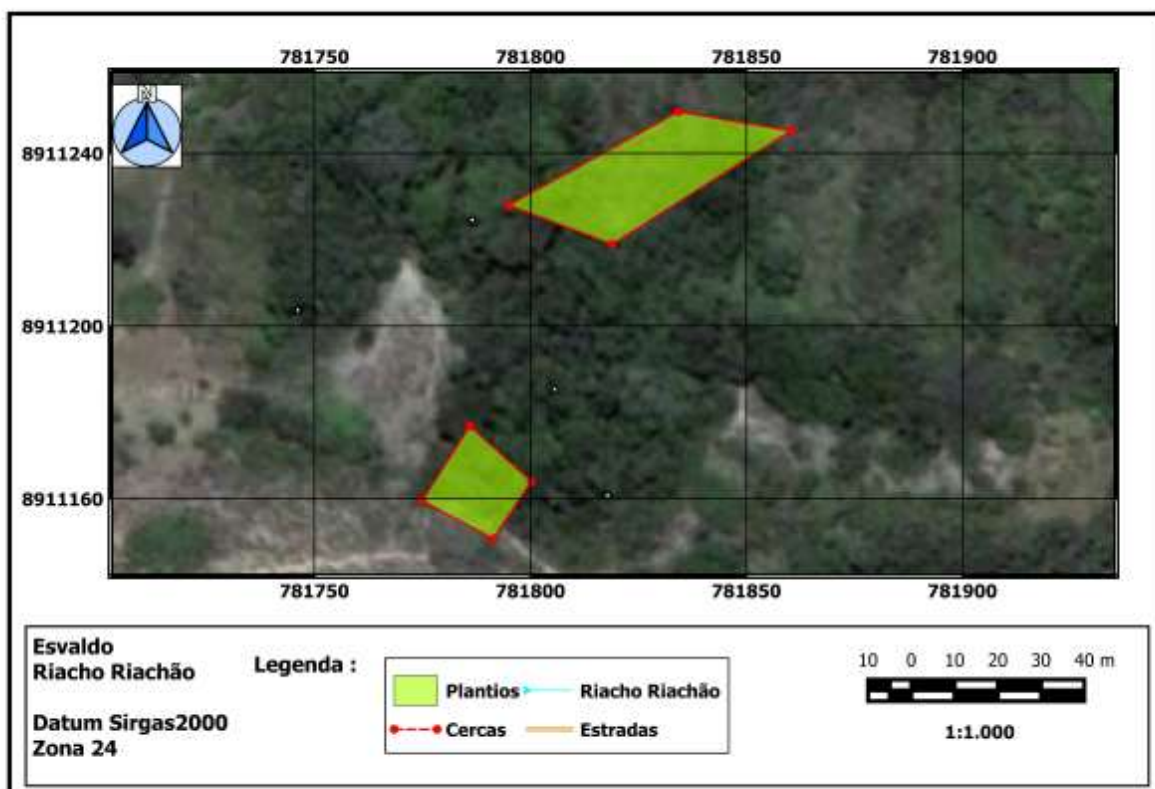 781750 781800 781850 781900
N
8911240
8911200
8911160
781750 781800 781850 781900
Esvaldo
Riacho Riachão
Datum Sirgas2000
Zona 24
Legenda :
Plantios
Riacho Riachão
Cercas
Estradas
10 0 10 20 30 40 m
1:1.000